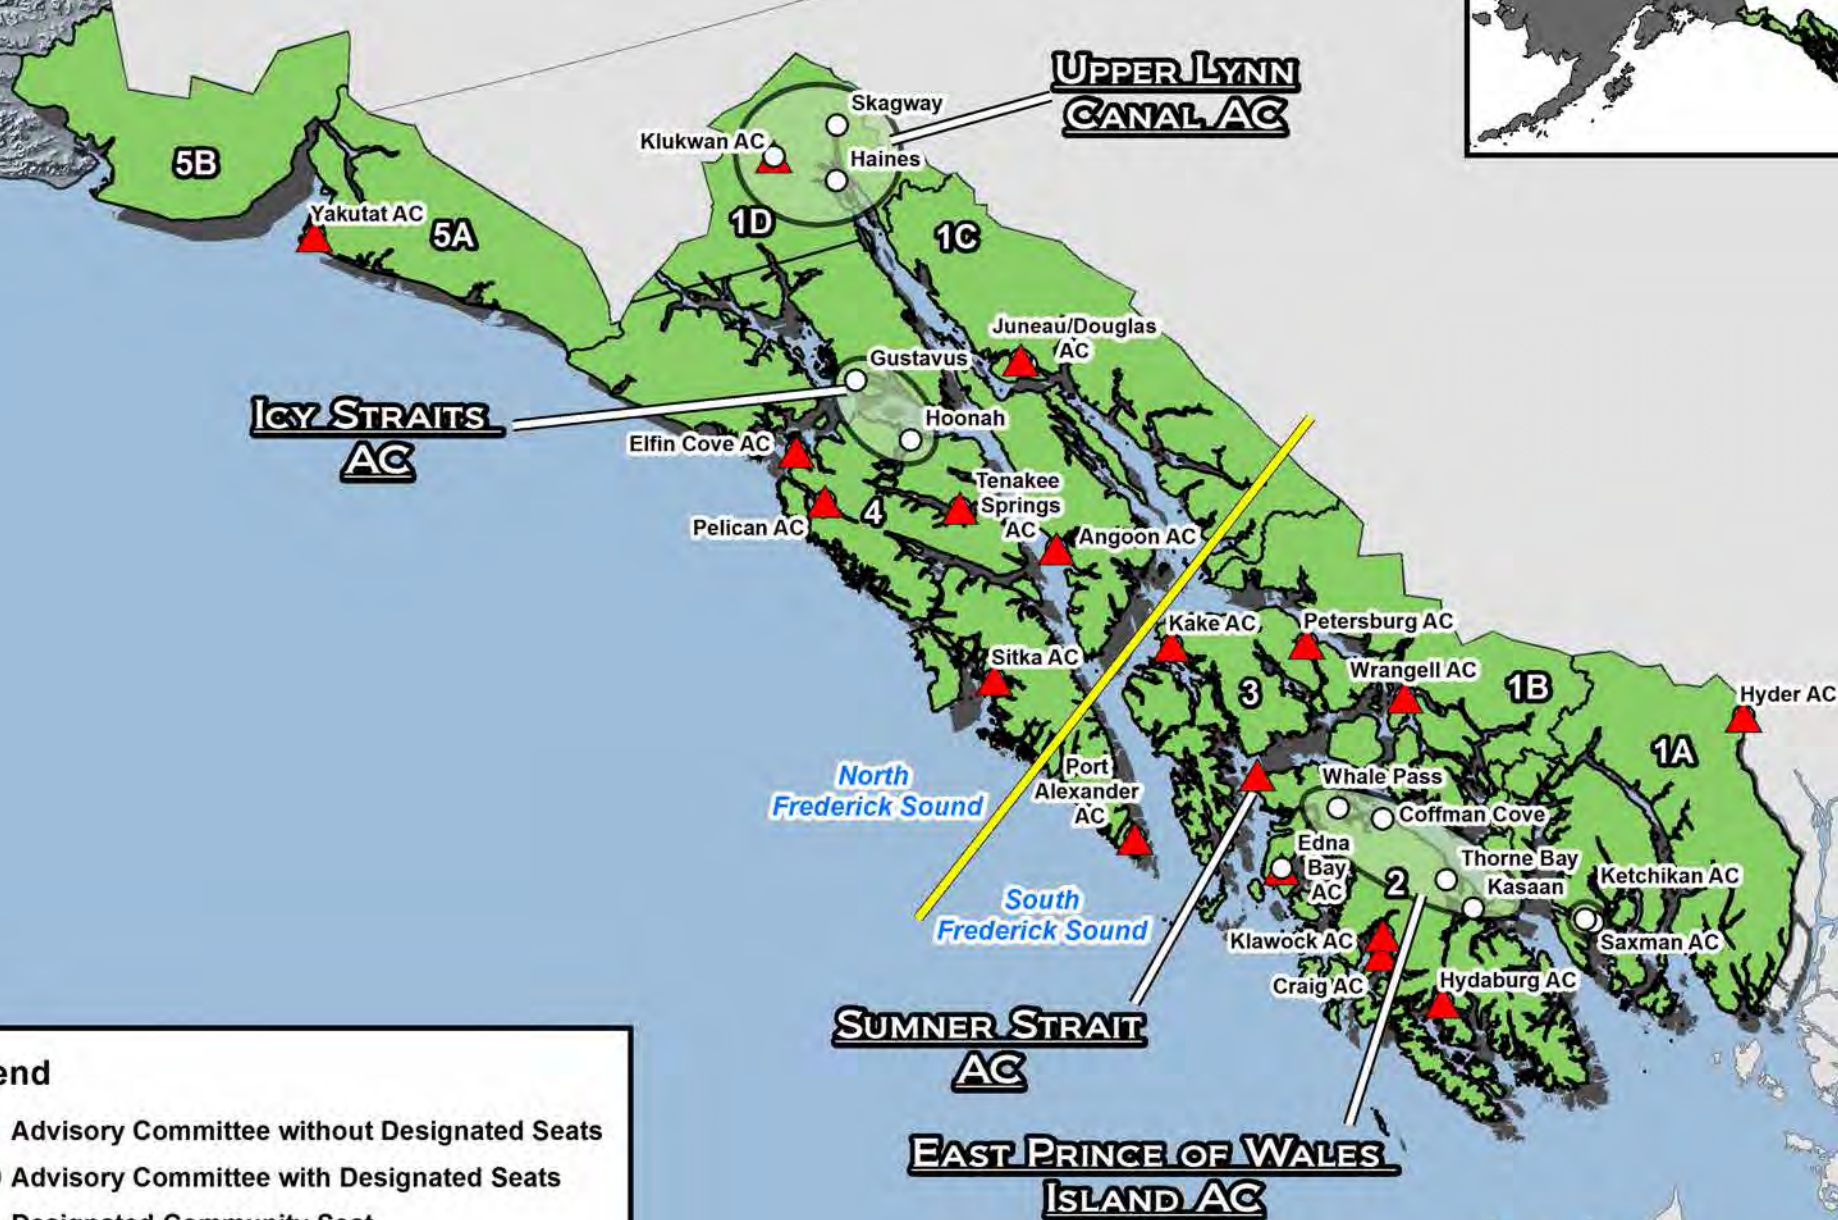 UPPER LYNN
CANAL AC
Skagway
Klukwan AC
Haines
5B
Yakutat AC
5A
1D
1C
Juneau/Douglas
AC
Gustavus
ICY STRAITS
AC
Hoonah
Elfin Cove AC
Tenakee
Springs
AC
4
Pelican AC
Angoon AC
Kake AC
Petersburg AC
Sitka AC
Wrangell AC
3
1B
Hyder AC
1A
North
Frederick Sound
Port
Alexander
AC
Whale Pass
Coffman Cove
Edna
Bay
AC
Thorne Bay
Kasaan
2
Ketchikan AC
South
Frederick Sound
Klawock AC
Saxman AC
Craig AC
Hydaburg AC
SUMNER STRAIT
AC
EAST PRINCE OF WALES
ISLAND AC
end
Advisory Committee without Designated Seats
Advisory Committee with Designated Seats
Designated Community Seat